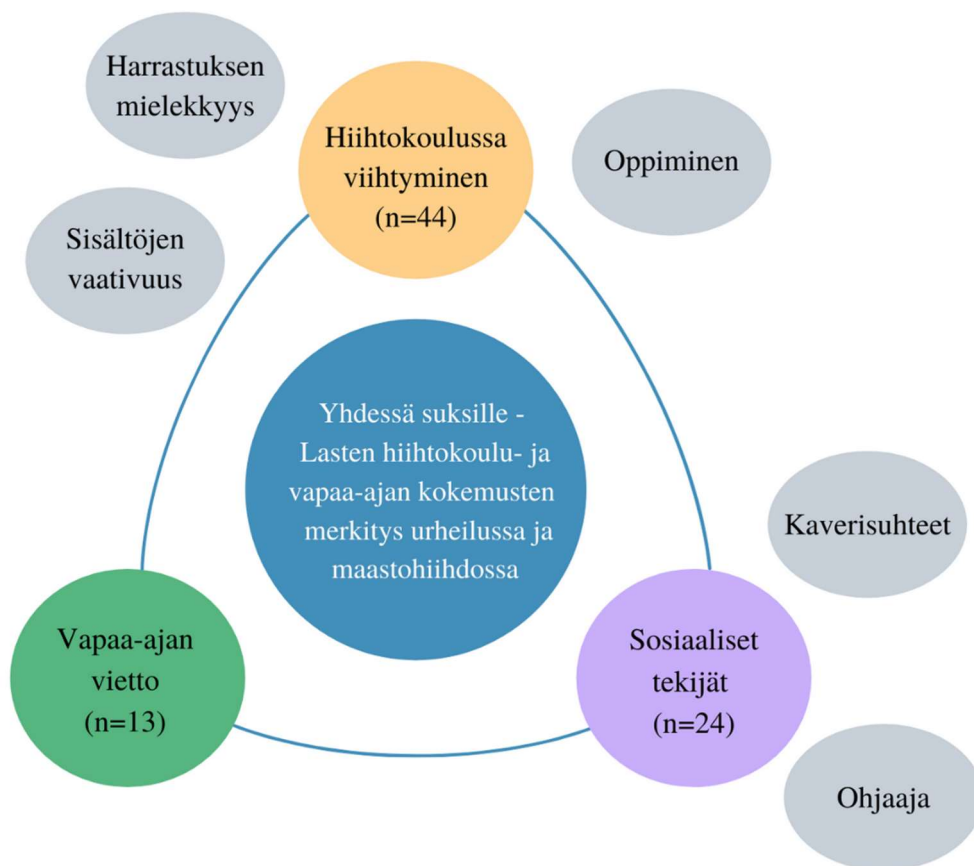 Harrastuksen
mielekkyys
Hiihtokoulussa
viihtyminen
(n=44)
Oppiminen
Sisältöjen
vaativuus
Yhdessä suksille -
Lasten hiihtokoulu- ja
vapaa-ajan kokemusten
merkitys urheilussa ja
maastohiihdossa
Kaverisuhteet
Vapaa-ajan
vietto
(n=13)
Sosiaaliset
tekijät
(n=24)
Ohjaaja